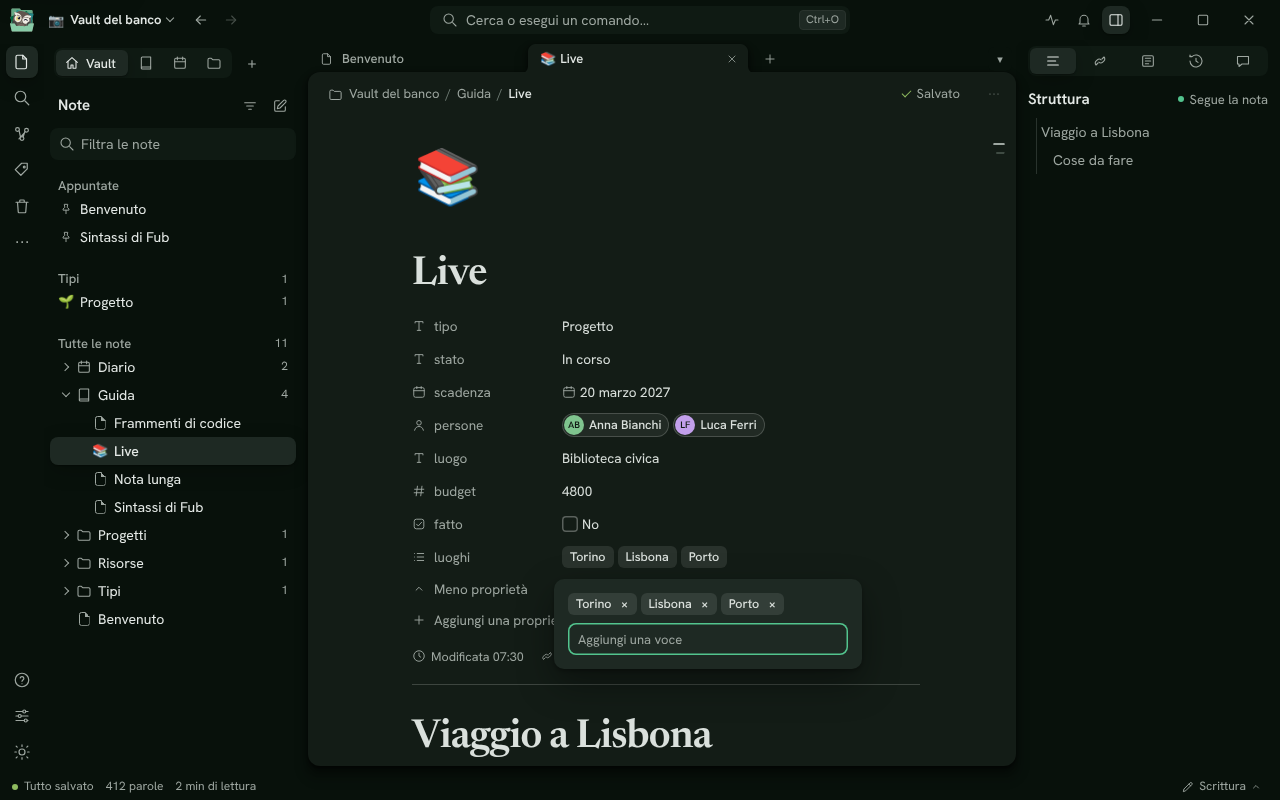 Vault del banco
Cerca o esegui un comando…
Ctrl+O
Vault
Benvenuto
Live
Note
Filtra le note
Appuntate
Benvenuto
Sintassi di Fub
Tipi 1
Progetto 1
Tutte le note 11
Diario 2
Guida 4
Frammenti di codice
Live
Nota lunga
Sintassi di Fub
Progetti 1
Risorse 1
Tipi 1
Benvenuto
Vault del banco / Guida / Live
Salvato
Live
tipo Progetto
stato In corso
scadenza 20 marzo 2027
persone AB Anna Bianchi LF Luca Ferri
luogo Biblioteca civica
budget 4800
fatto No
luoghi Torino Lisbona Porto
Meno proprietà
Torino × Lisbona × Porto ×
Aggiungi una proprie
Aggiungi una voce
Modificata 07:30
Viaggio a Lisbona
Struttura
Segue la nota
Viaggio a Lisbona
Cose da fare
Tutto salvato 412 parole 2 min di lettura
Scrittura